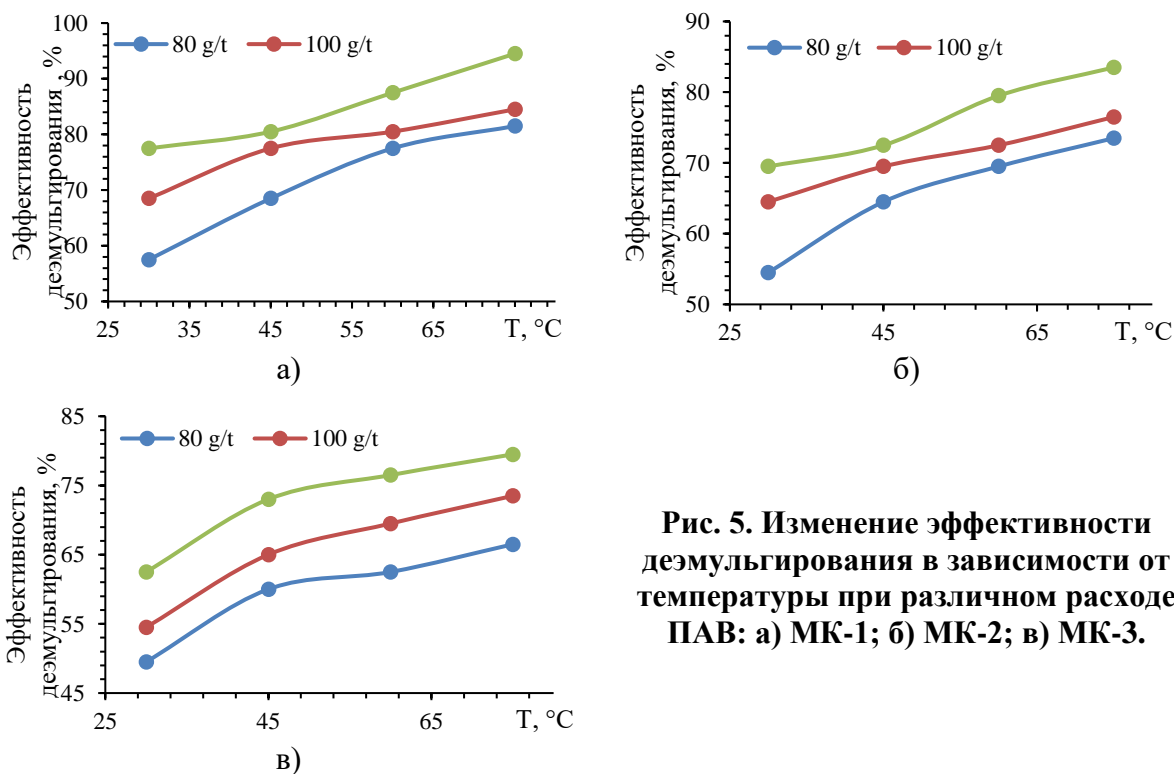 100
90
80
70
60
50
Эффективность
деэмульгирования , %
80 g/t
100 g/t
25 35 45 55 65 T, °C
а)
90
80
70
60
50
Эффективность
деэмульгирования, %
80 g/t
100 g/t
25 45 65 T, °C
б)
85
75
65
55
45
Эффективность
деэмульгирования, %
80 g/t
100 g/t
25 45 65 T, °C
в)
Рис. 5. Изменение эффективности
деэмульгирования в зависимости от
температуры при различном расходе
ПАВ: а) МК-1; б) МК-2; в) МК-3.